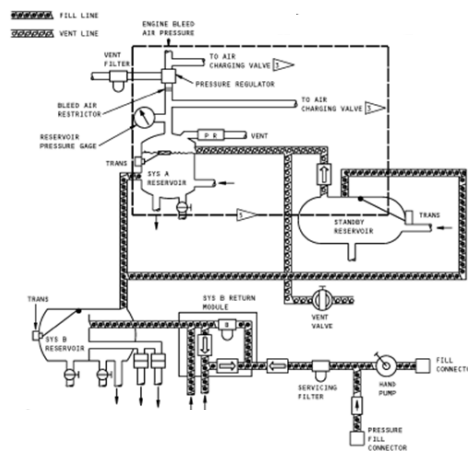 FILL LINE
VENT LINE
ENGINE BLEED
AIR PRESSURE
VENT
FILTER
TO AIR
CHARGING VALVE
PRESSURE REGULATOR
BLEED AIR
RESTRICTOR
TO AIR
CHARGING VALVE
RESERVOIR
PRESSURE GAGE
P R
VENT
TRANS
SYS A
RESERVOIR
TRANS
STANDBY
RESERVOIR
TRANS
SYS B RETURN
MODULE
B
SYS B
RESERVOIR
VENT
VALVE
SERVICING
FILTER
HAND
PUMP
FILL
CONNECTO
PRESSURE
FILL
CONNECTOR